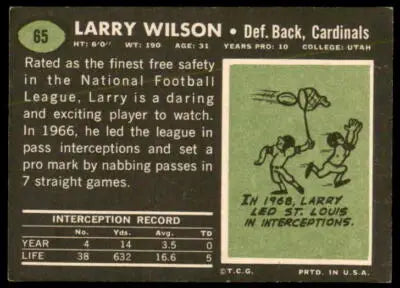 65
LARRY WILSON • Def. Back, Cardinals
HT: 6'0" WT: 190 AGE: 31 YEARS PRO: 10 COLLEGE: UTAH
Rated as the finest free safety
in the National Football
League, Larry is a daring
and exciting player to watch.
In 1966, he led the league in
pass interceptions and set a
pro mark by nabbing passes in
7 straight games.
INTERCEPTION RECORD
No. Yds. Avg. TD
YEAR 4 14 3.5 0
LIFE 38 632 16.6 5
IN 1968, LARRY
LED ST. LOUIS
IN INTERCEPTIONS.
©T.C.G. PRTD. IN U.S.A.